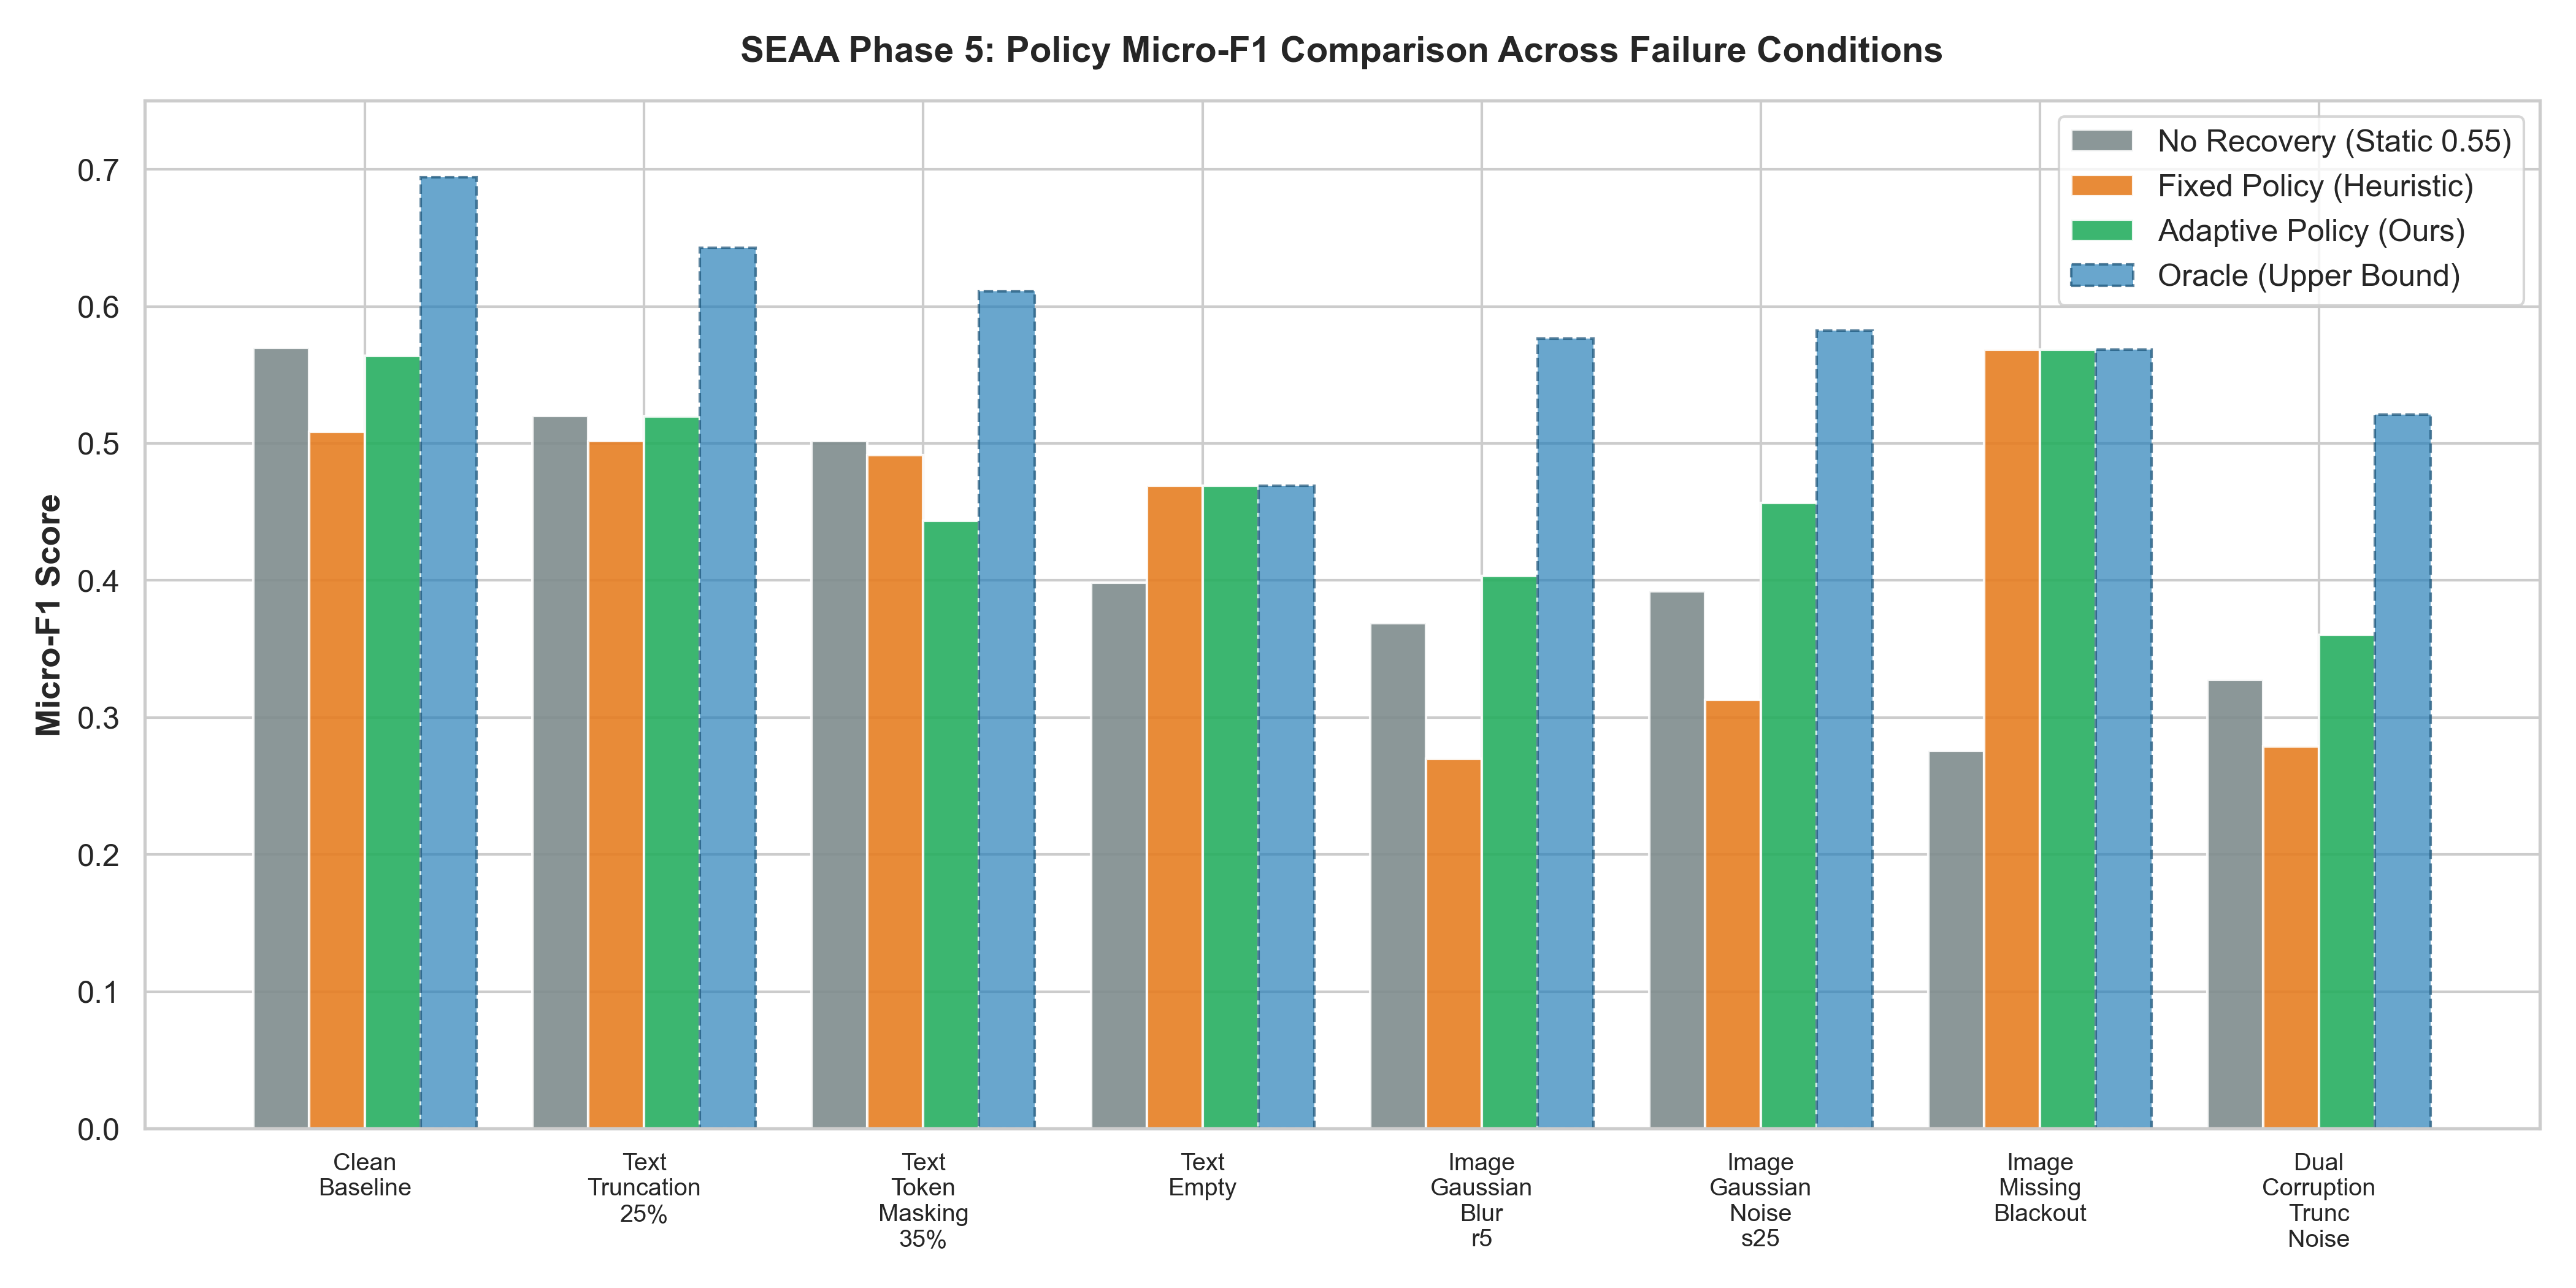 SEAA Phase 5: Policy Micro-F1 Comparison Across Failure Conditions
No Recovery (Static 0.55)
Fixed Policy (Heuristic)
Adaptive Policy (Ours)
Oracle (Upper Bound)
Micro-F1 Score
0.7
0.6
0.5
0.4
0.3
0.2
0.1
0.0
Clean
Baseline
Text
Truncation
25%
Text
Token
Masking
35%
Text
Empty
Image
Gaussian
Blur
r5
Image
Gaussian
Noise
s25
Image
Missing
Blackout
Dual
Corruption
Trunc
Noise